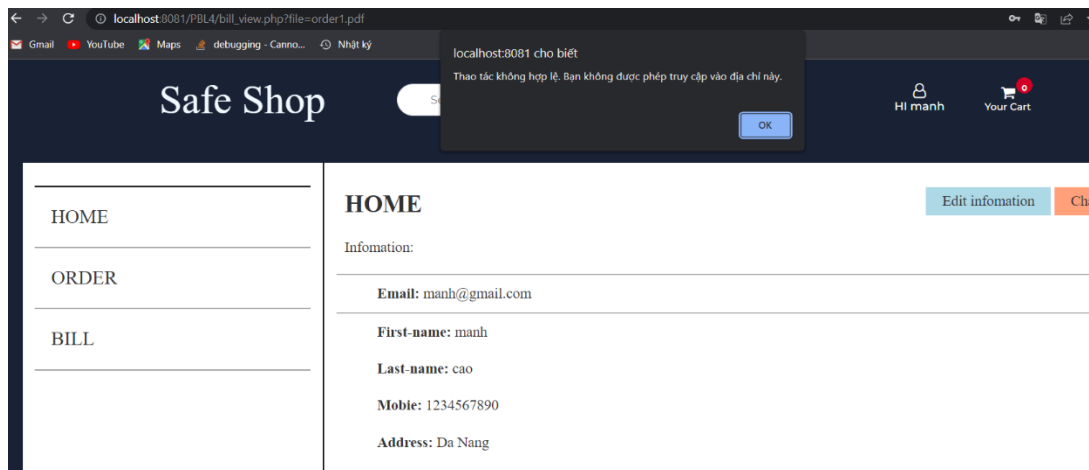 localhost:8081/PBL4/bill_view.php?file=order1.pdf
Gmail YouTube Maps debugging - Canno... Nhật ký
localhost:8081 cho biết
Thao tác không hợp lệ. Bạn không được phép truy cập vào địa chỉ này.
OK
Safe Shop
0
HI manh Your Cart
HOME
ORDER
BILL
HOME
Edit infomation
Infomation:
Email: manh@gmail.com
First-name: manh
Last-name: cao
Mobie: 1234567890
Address: Da Nang